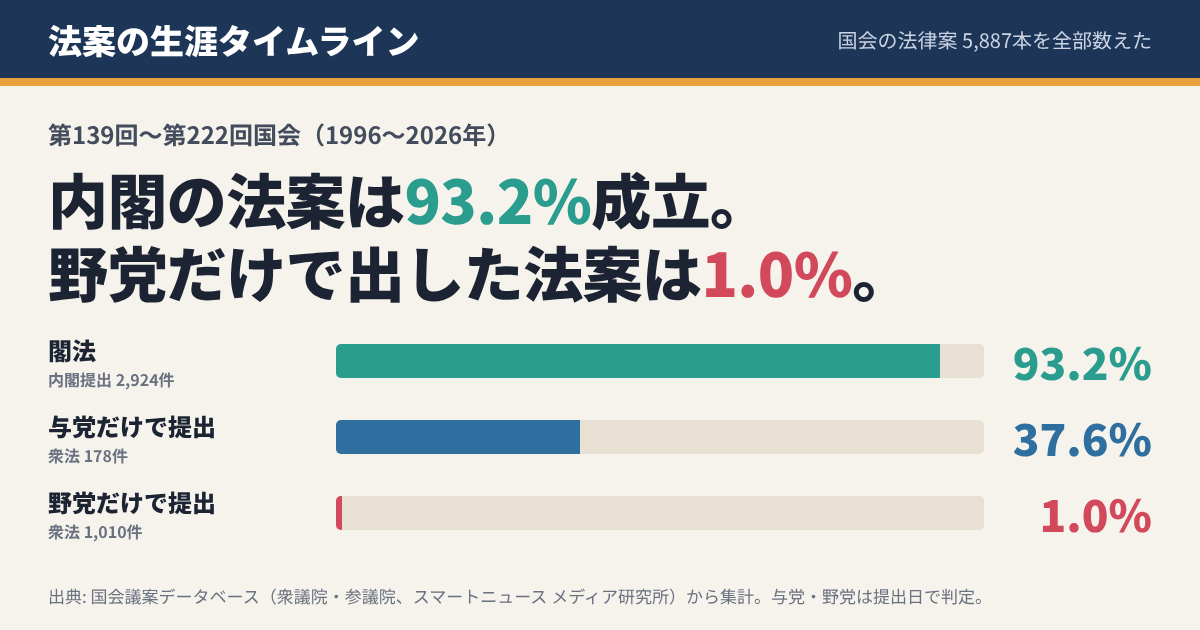 法案の生涯タイムライン
国会の法律案 5,887本を全部数えた
第139回〜第222回国会（1996〜2026年）
内閣の法案は93.2%成立。
野党だけで出した法案は1.0%。
閣法
内閣提出 2,924件
93.2%
与党だけで提出
衆法 178件
37.6%
野党だけで提出
衆法 1,010件
1.0%
出典: 国会議案データベース（衆議院・参議院、スマートニュース メディア研究所）から集計。与党・野党は提出日で判定。